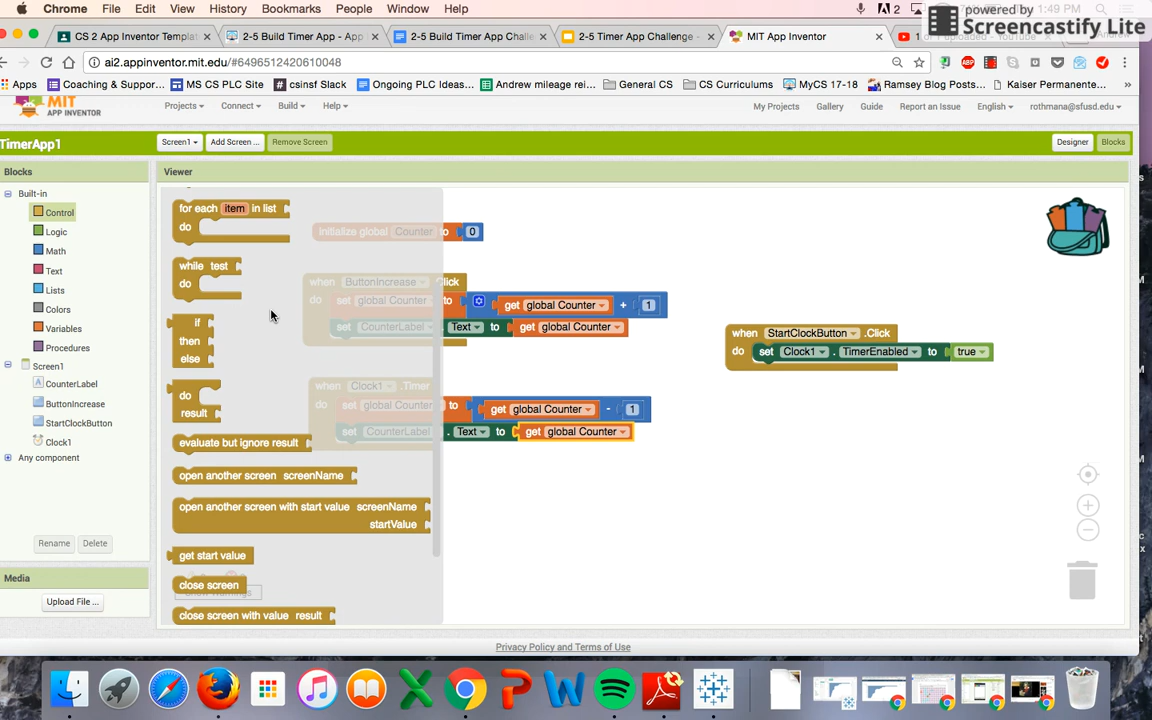 Chrome File Edit View History Bookmarks People Window Help 2 1:49 PM
powered by
Screencastify Lite
CS 2 App Inventor Templat
2-5 Build Timer App - App
2-5 Build Timer App Challe
2-5 Timer App Challenge -
MIT App Inventor
ai2.appinventor.mit.edu/#6496512420610048
Apps Coaching & Suppor... MS CS PLC Site csinsf Slack Ongoing PLC Ideas... Andrew mileage rei... General CS CS Curriculums MyCS 17-18 Ramsey Blog Posts... Kaiser Permanente... »
MIT
APP INVENTOR
Projects Connect Build Help
My Projects Gallery Guide Report an Issue English rothmana@sfusd.edu
TimerApp1
Screen1 Add Screen ... Remove Screen
Designer Blocks
Blocks
Viewer
Built-in
Control
Logic
Math
Text
Lists
Colors
Variables
Procedures
Screen1
CounterLabel
ButtonIncrease
StartClockButton
Clock1
Any component
Rename Delete
Media
Upload File ...
for each item in list
do
while test
do
if
then
else
do
result
evaluate but ignore result
open another screen screenName
open another screen with start value screenName
startValue
get start value
close screen
Show Warnings
close screen with value result
initialize global Counter to 0
when ButtonIncrease .Click
do set global Counter to get global Counter + 1
set CounterLabel . Text to get global Counter
when Clock1 .Timer
do set global Counter to get global Counter - 1
set CounterLabel . Text to get global Counter
when StartClockButton .Click
do set Clock1 . TimerEnabled to true
Privacy Policy and Terms of Use